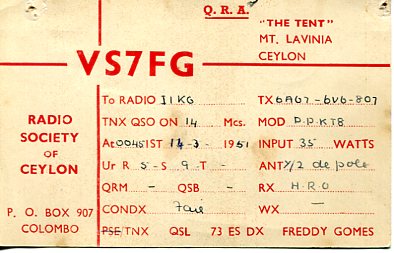 Q. R. A.
"THE TENT"
MT. LAVINIA
CEYLON
VS7FG
To RADIO I1KG TX 6AG7-6V6-807
TNX QSO ON 14 Mcs. MOD P.P.KT8
At 0045 IST 14-3-1951 INPUT 35 WATTS
Ur R 5-S 9 T - ANT Y/2 de pole
QRM - QSB - RX H.R.O
CONDX Fair WX -
PSE/TNX QSL 73 ES DX FREDDY GOMES
RADIO
SOCIETY
OF
CEYLON
P. O. BOX 907
COLOMBO